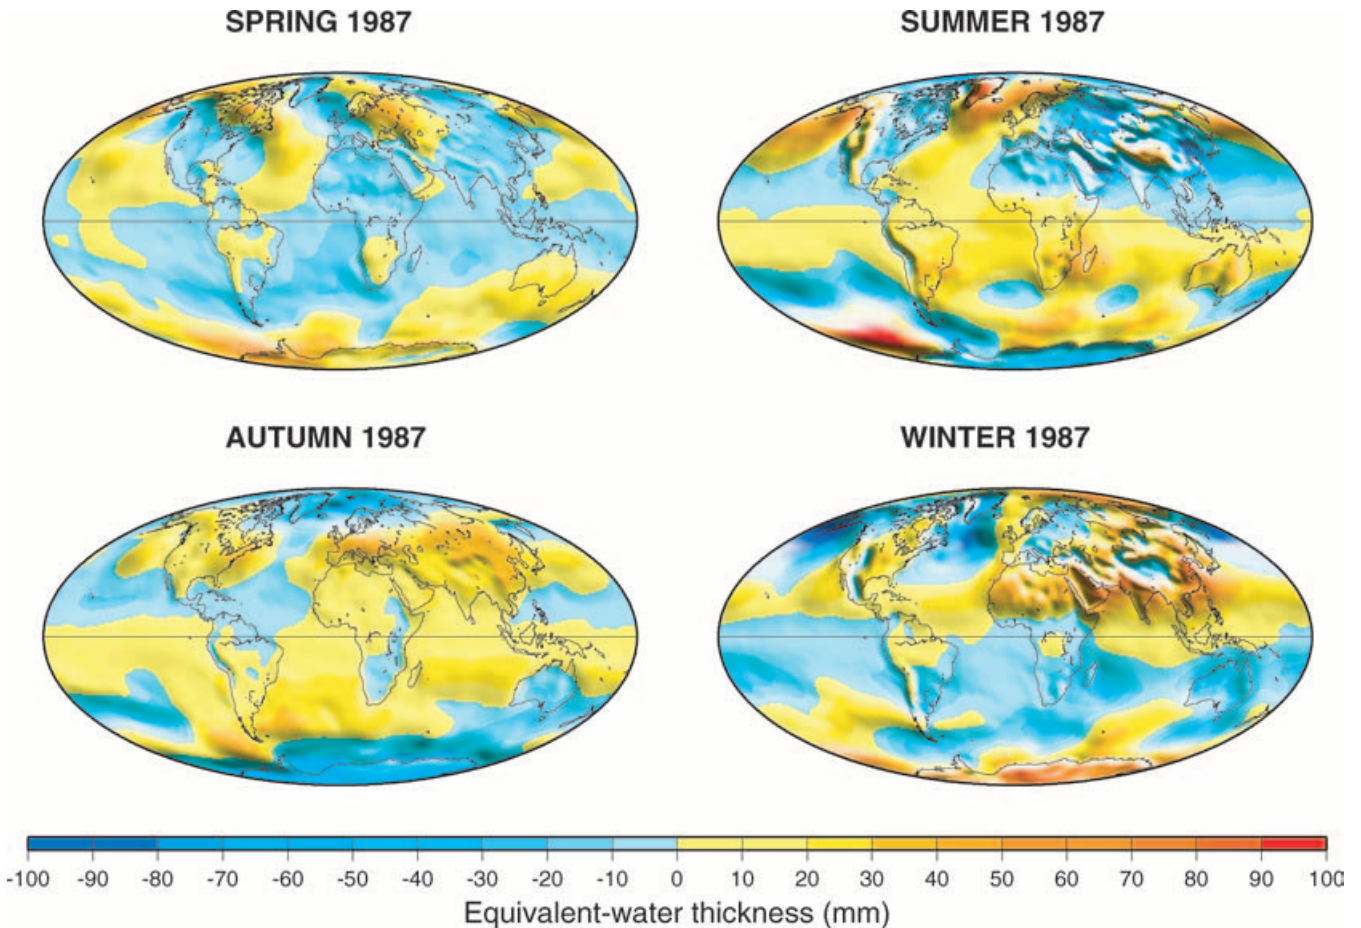 SPRING 1987
SUMMER 1987
AUTUMN 1987
WINTER 1987
-100 -90 -80 -70 -60 -50 -40 -30 -20 -10 0 10 20 30 40 50 60 70 80 90 100
Equivalent-water thickness (mm)